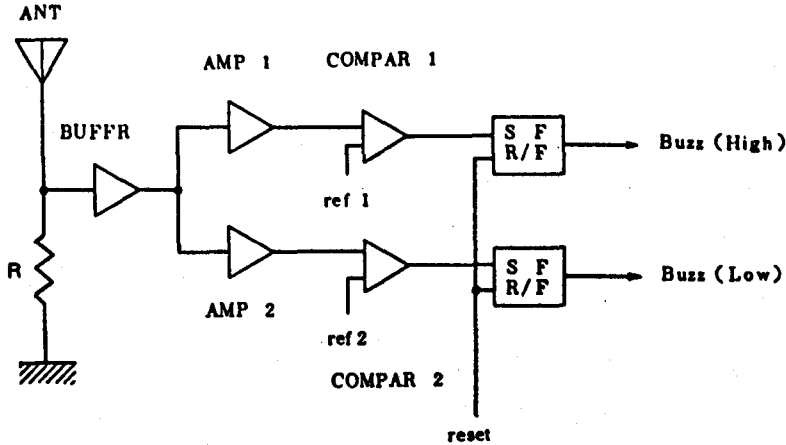 ANT
AMP 1
COMPAR 1
BUFFR
S F
R/F
Buzz (High)
ref 1
R
S F
R/F
Buzz (Low)
AMP 2
ref 2
COMPAR 2
reset